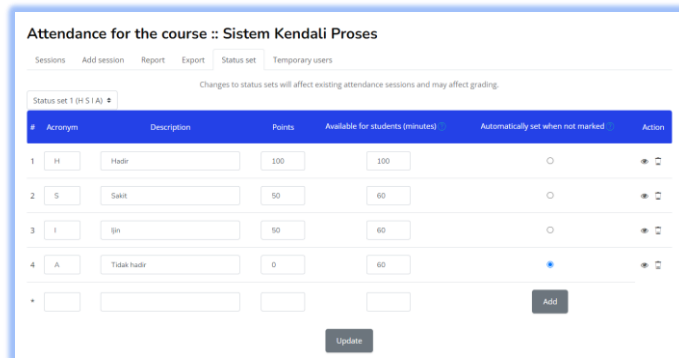 Attendance for the course :: Sistem Kendali Proses
Sessions Add session Report Export Status set Temporary users
Changes to status sets will affect existing attendance sessions and may affect grading.
Status set 1 (H S I A)
# Acronym Description Points Available for students (minutes) Automatically set when not marked Action
1 H Hadir 100 100
2 S Sakit 50 60
3 I Ijin 50 60
4 A Tidak hadir 0 60
* Add
Update